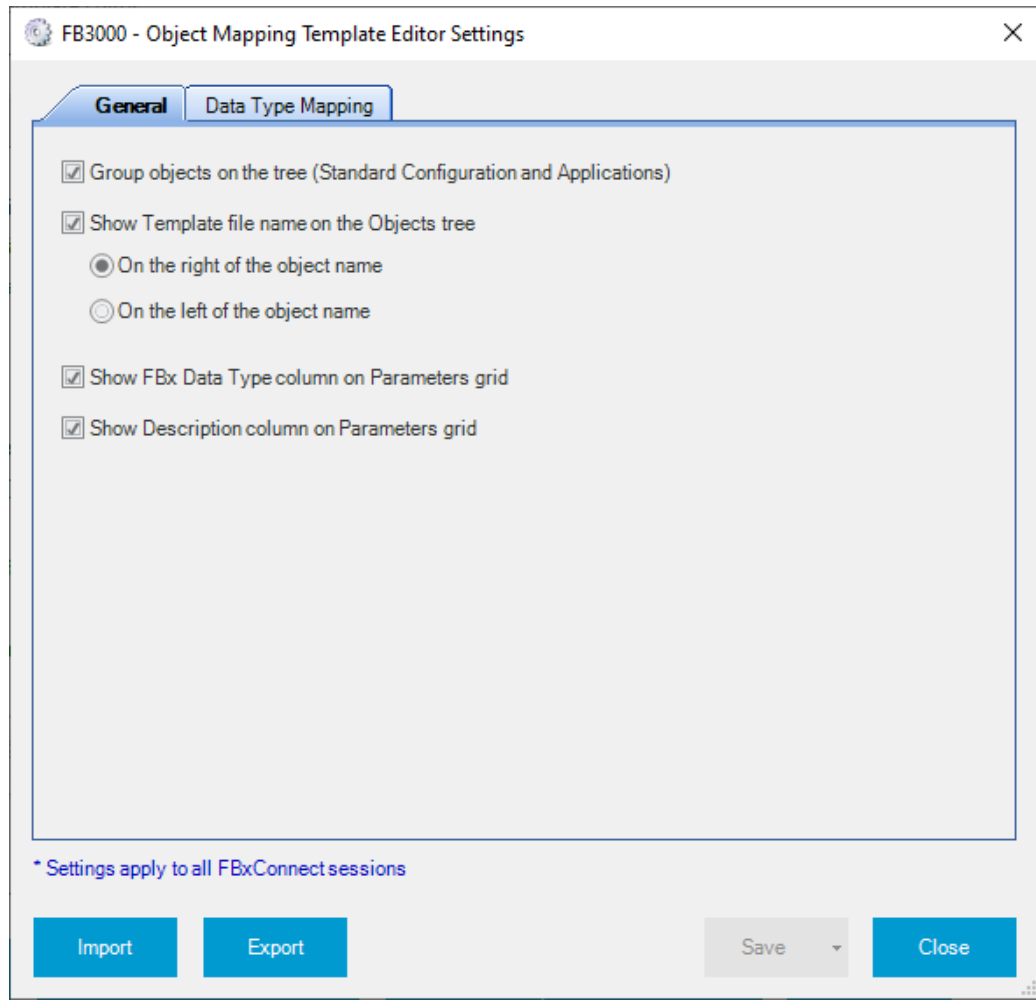 FB3000 - Object Mapping Template Editor Settings
General
Data Type Mapping
Group objects on the tree (Standard Configuration and Applications)
Show Template file name on the Objects tree
On the right of the object name
On the left of the object name
Show FBx Data Type column on Parameters grid
Show Description column on Parameters grid
* Settings apply to all FBxConnect sessions
Import
Export
Save
Close